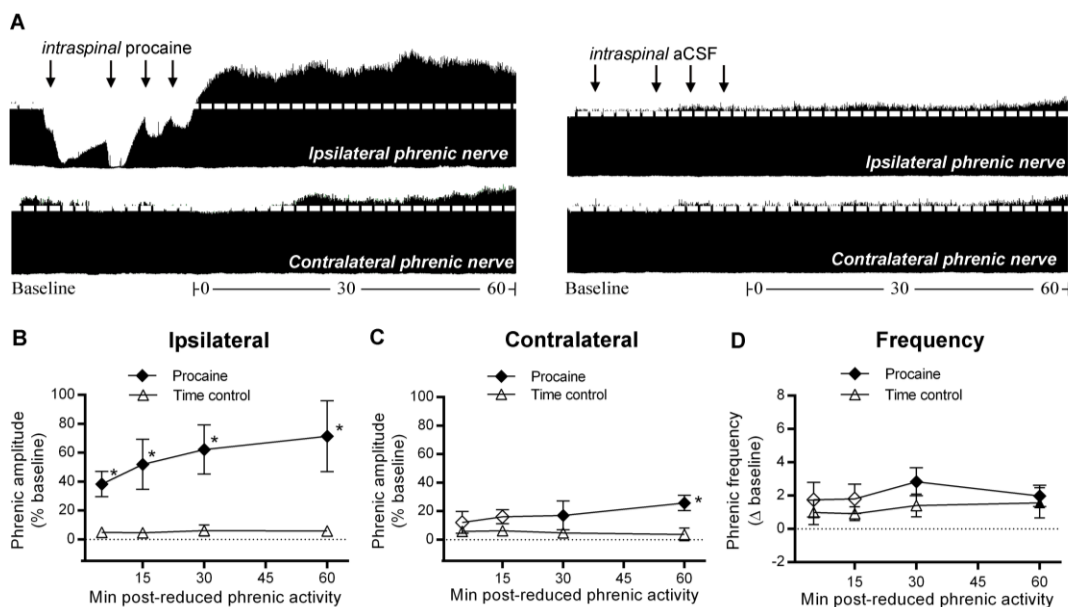 A
intraspinal procaine
Ipsilateral phrenic nerve
Contralateral phrenic nerve
Baseline
0 30 60
intraspinal aCSF
Ipsilateral phrenic nerve
Contralateral phrenic nerve
Baseline
0 30 60
B Ipsilateral
Procaine
Time control
Phrenic amplitude
(% baseline)
100
80
60
40
20
0
* * * *
15 30 45 60
Min post-reduced phrenic activity
C Contralateral
Procaine
Time control
Phrenic amplitude
(% baseline)
100
80
60
40
20
0
*
15 30 45 60
Min post-reduced phrenic activity
D Frequency
Procaine
Time control
Phrenic frequency
(Δ baseline)
8
6
4
2
0
-2
15 30 45 60
Min post-reduced phrenic activity